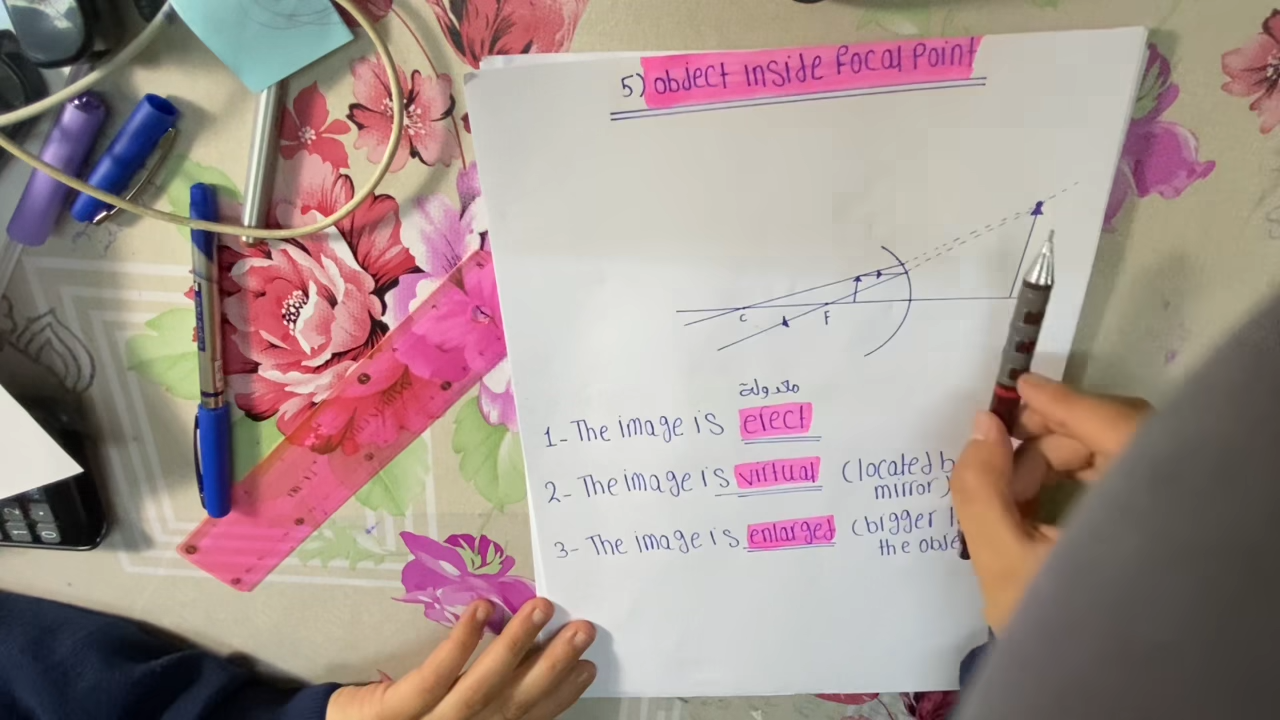 5) object inside Focal Point
C F
معدولة
1- The image is erect
2- The image is virtual (located
mirror)
3- The image is enlarged (bigger
the